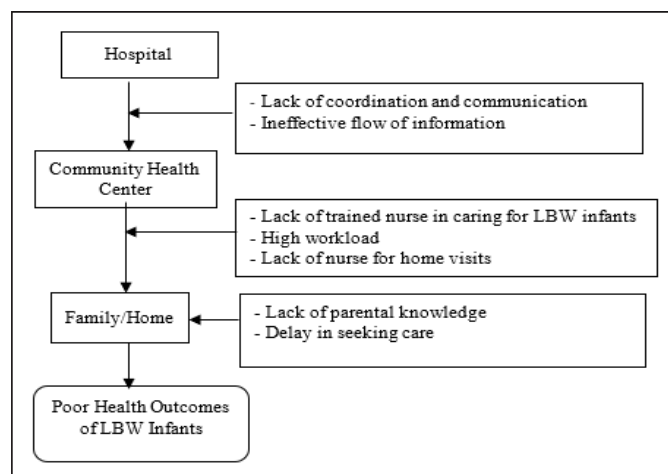 Hospital
- Lack of coordination and communication
- Ineffective flow of information
Community Health
Center
- Lack of trained nurse in caring for LBW infants
- High workload
- Lack of nurse for home visits
Family/Home
- Lack of parental knowledge
- Delay in seeking care
Poor Health Outcomes
of LBW Infants